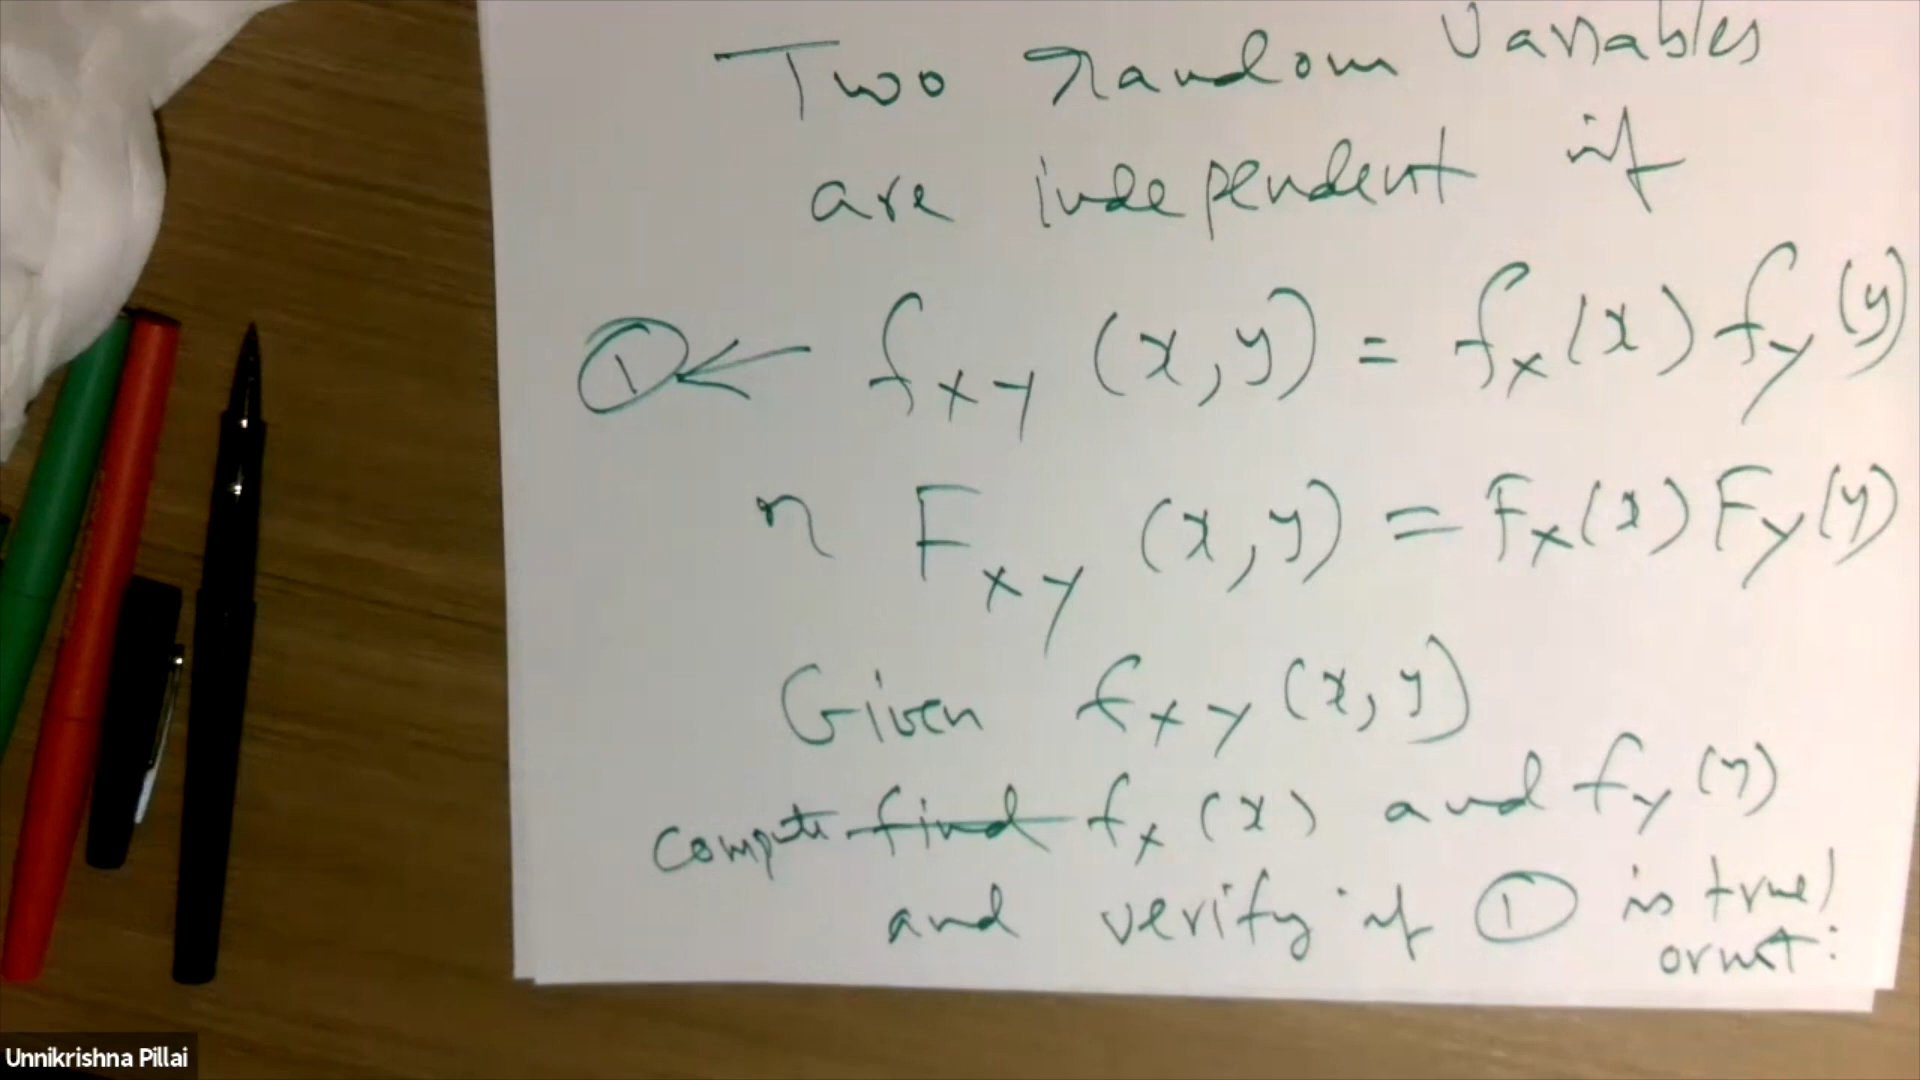 Two random variables
are independent if
① ← f_XY (x,y) = f_X(x) f_Y(y)
or F_XY (x,y) = F_X(x) F_Y(y)
Given f_XY (x,y)
compute find f_X (x) and f_Y (y)
and verify if ① is true/
or not:
Unnikrishna Pillai